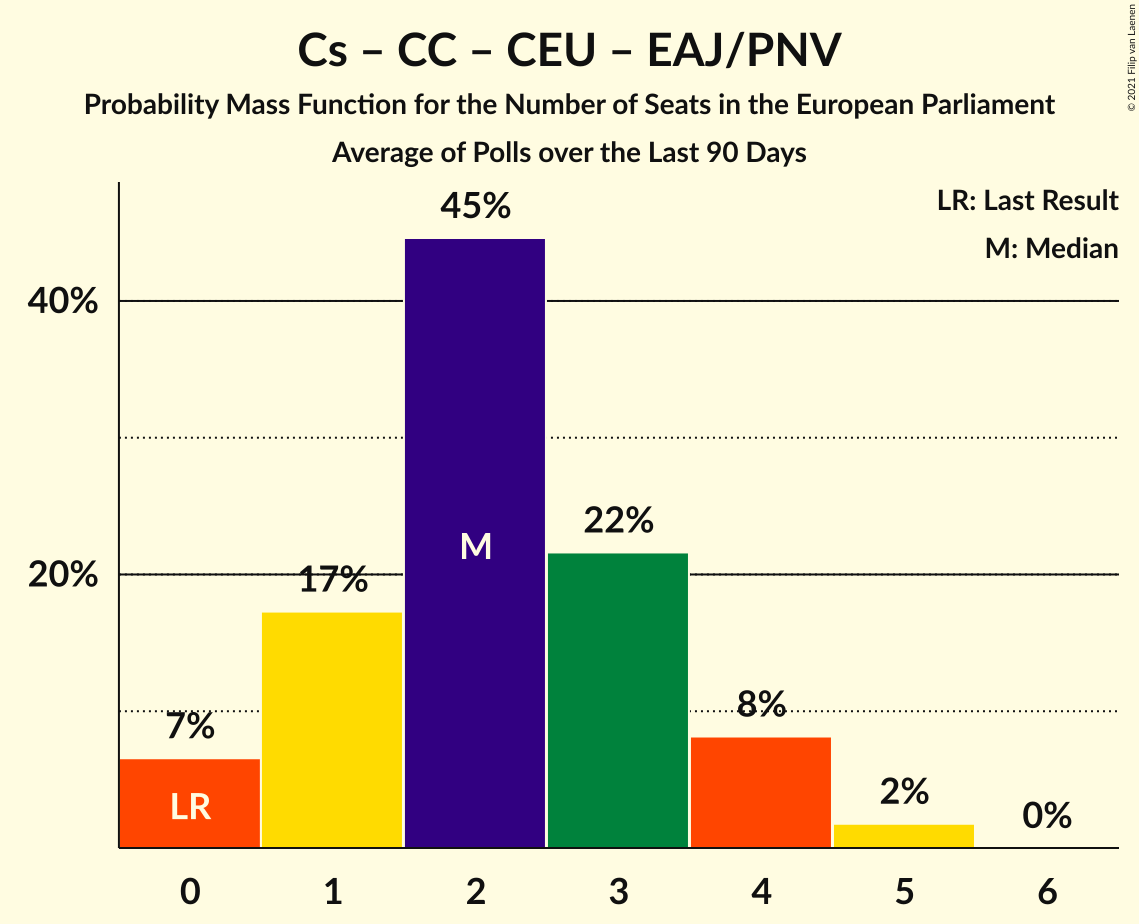 Cs – CC – CEU – EAJ/PNV
Probability Mass Function for the Number of Seats in the European Parliament
Average of Polls over the Last 90 Days
© 2021 Filip van Laenen
LR: Last Result
M: Median
45%
40%
22%
M
20%
17%
8%
7%
LR
2%
0%
0 1 2 3 4 5 6